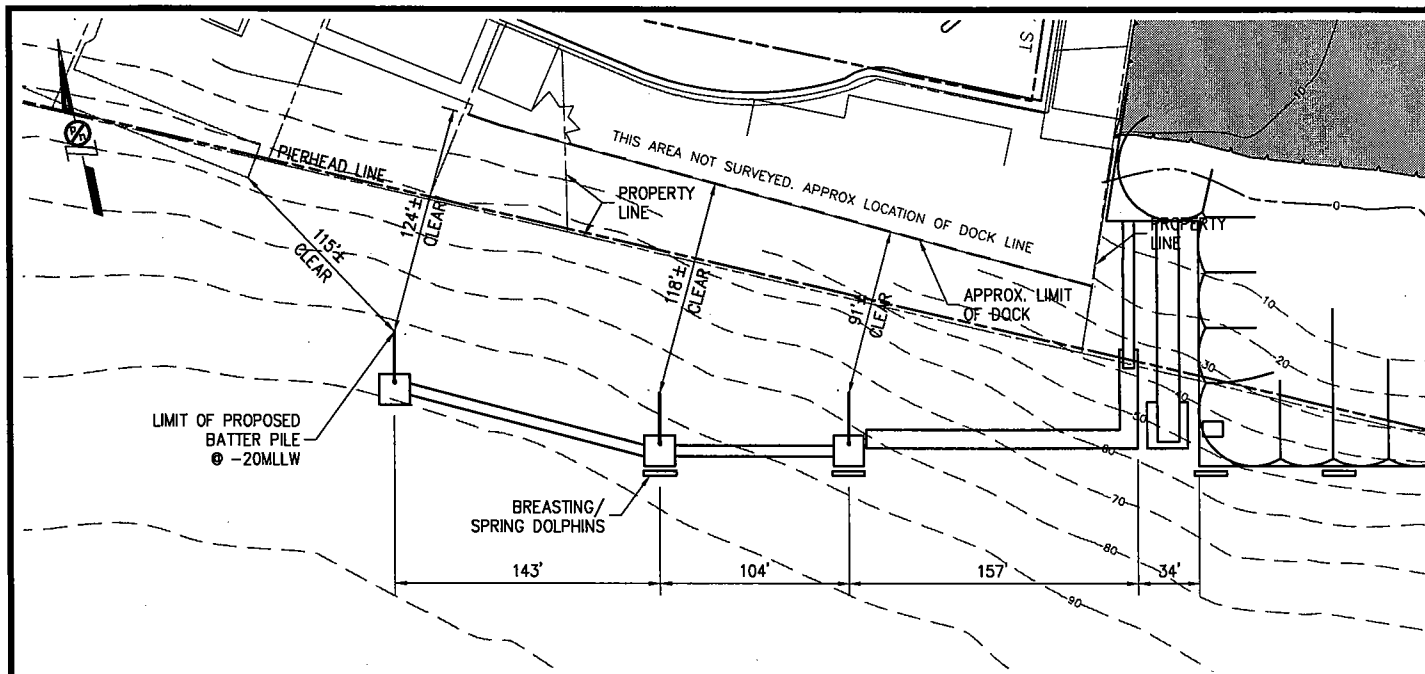 ST
PIERHEAD LINE
THIS AREA NOT SURVEYED. APPROX LOCATION OF DOCK LINE
PROPERTY
LINE
PROPERTY
LINE
124'±
CLEAR
115'±
CLEAR
118'±
CLEAR
91'±
CLEAR
APPROX. LIMIT
OF DOCK
0
10
20
30
40
50
60
70
80
90
LIMIT OF PROPOSED
BATTER PILE
@ -20MLLW
BREASTING/
SPRING DOLPHINS
143'
104'
157'
34'